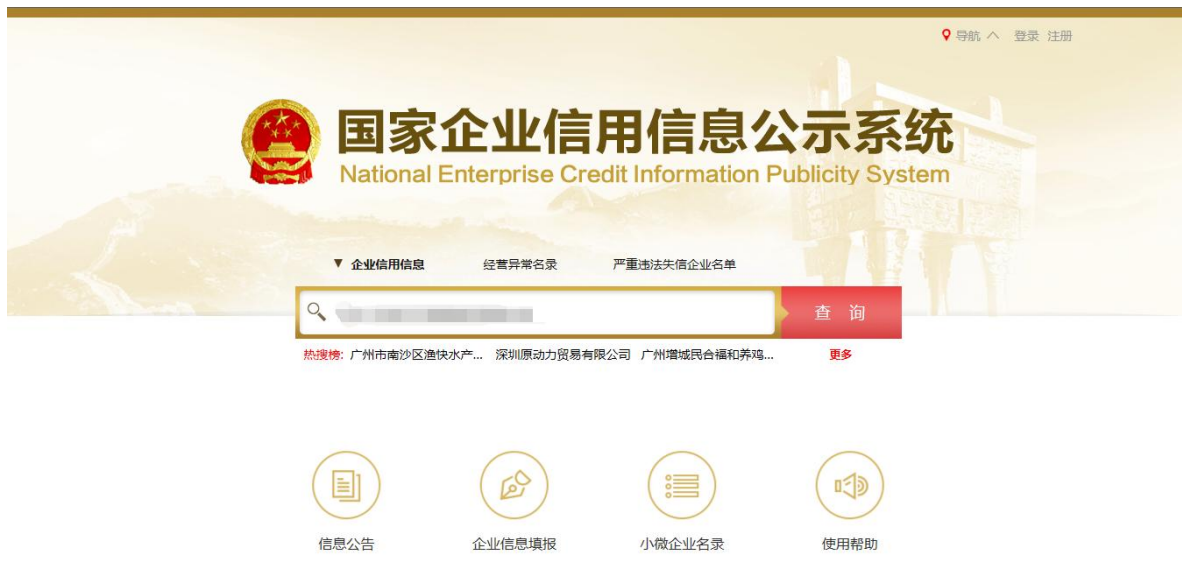 导航 登录 注册
国家企业信用信息公示系统
National Enterprise Credit Information Publicity System
▼ 企业信用信息 经营异常名录 严重违法失信企业名单
查 询
热搜榜: 广州市南沙区渔快水产... 深圳原动力贸易有限公司 广州增城民合福和养鸡... 更多
信息公告 企业信息填报 小微企业名录 使用帮助